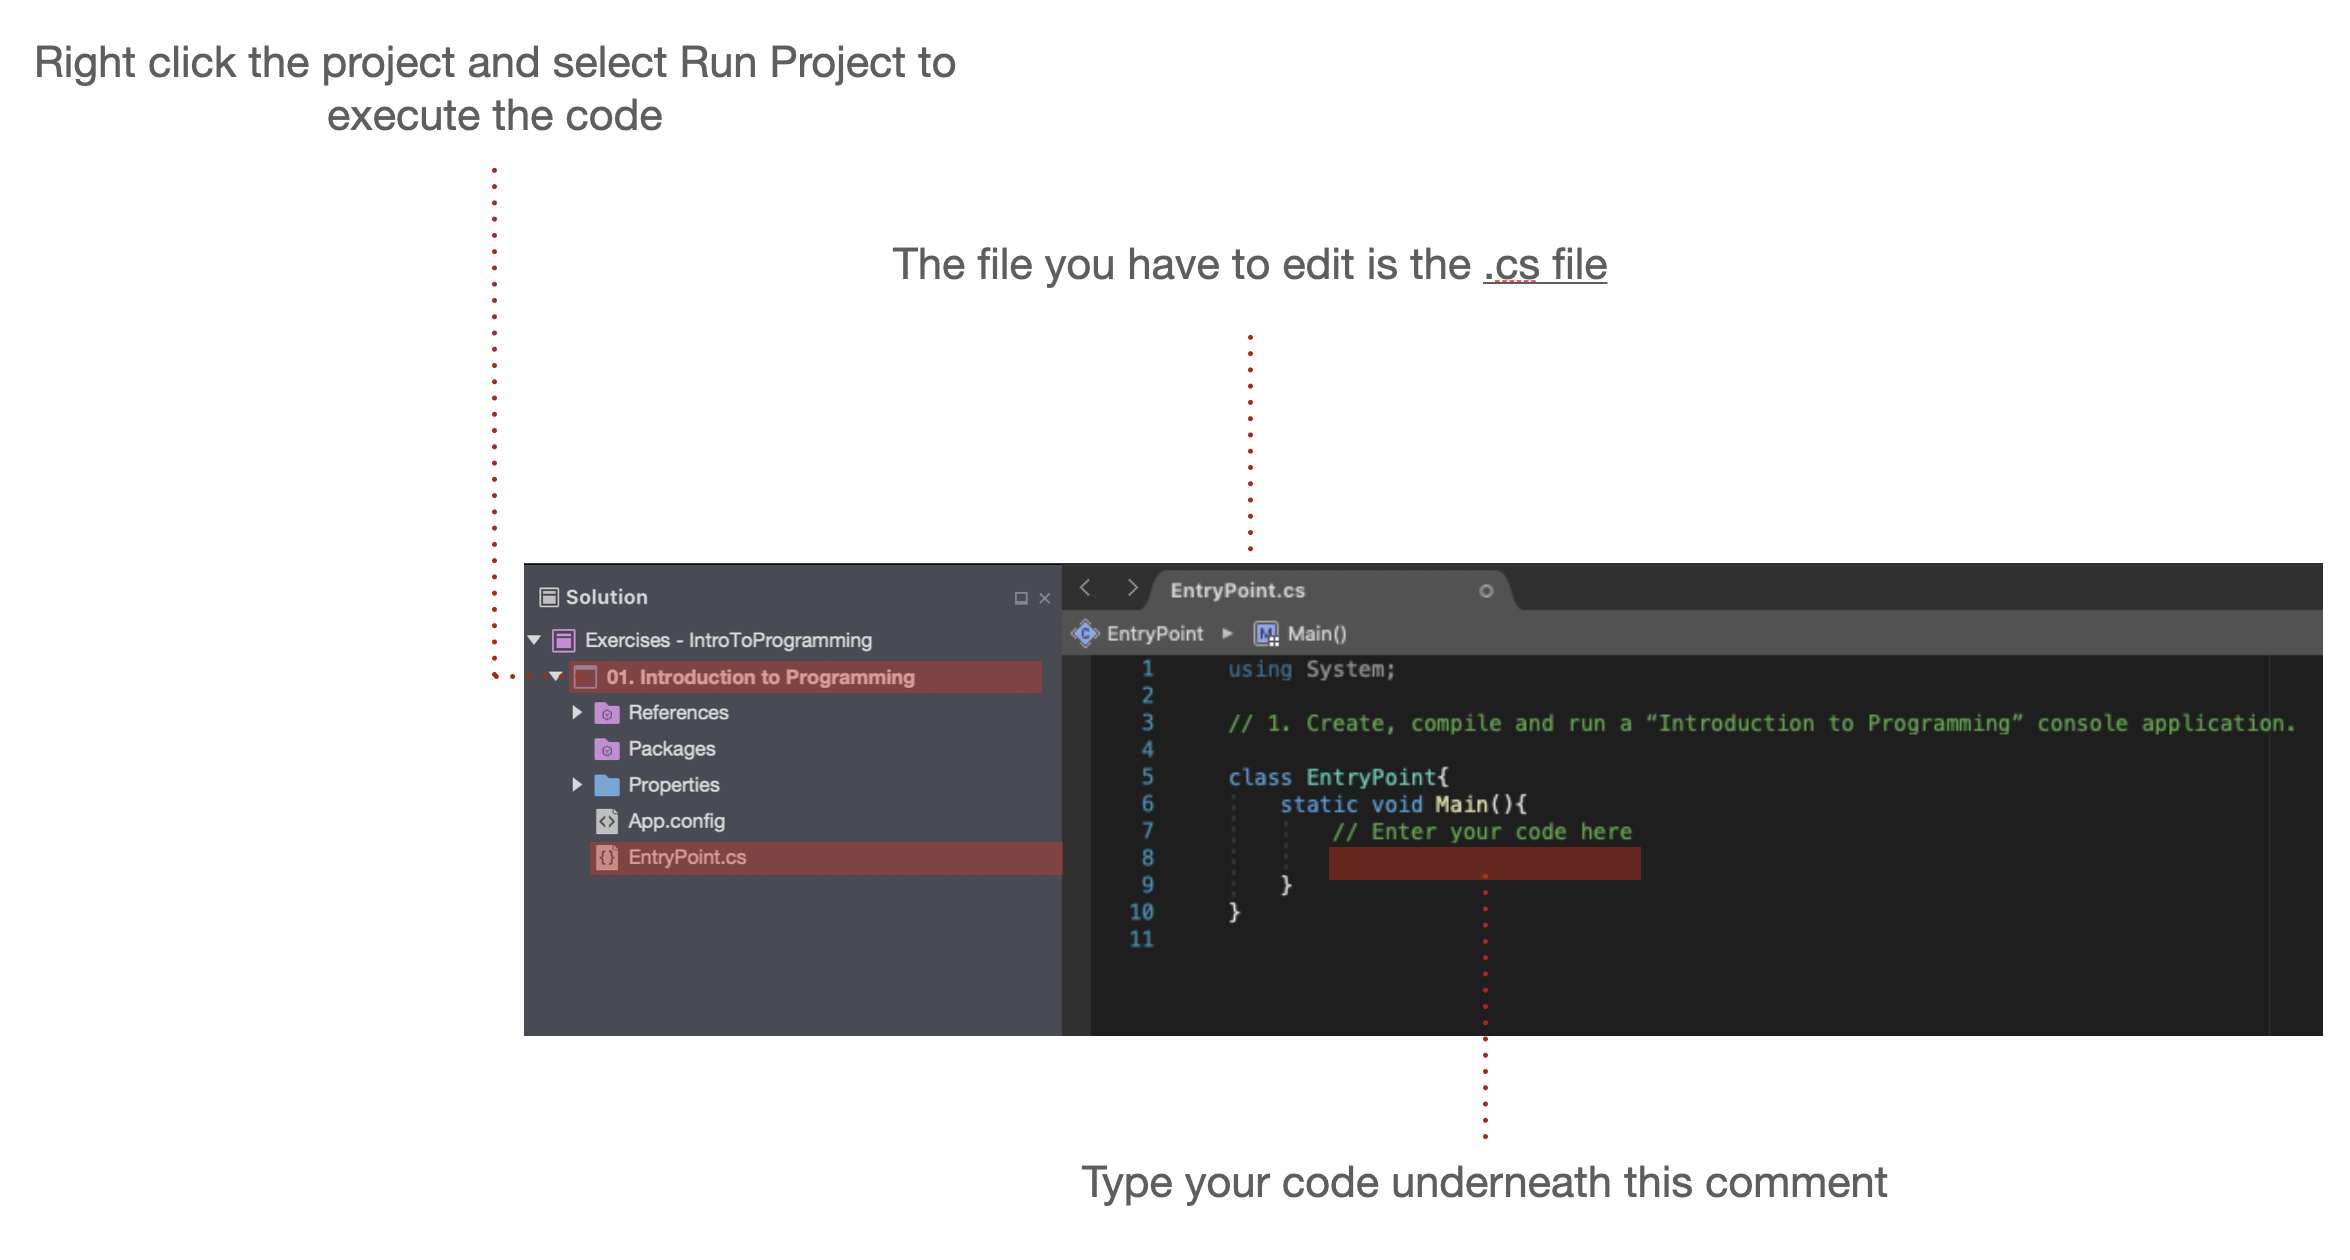 Right click the project and select Run Project to
execute the code
The file you have to edit is the .cs file
Solution
Exercises - IntroToProgramming
01. Introduction to Programming
References
Packages
Properties
App.config
EntryPoint.cs
EntryPoint.cs
EntryPoint Main()
1 using System;
2
3 // 1. Create, compile and run a “Introduction to Programming” console application.
4
5 class EntryPoint{
6 static void Main(){
7 // Enter your code here
8
9 }
10 }
11
Type your code underneath this comment